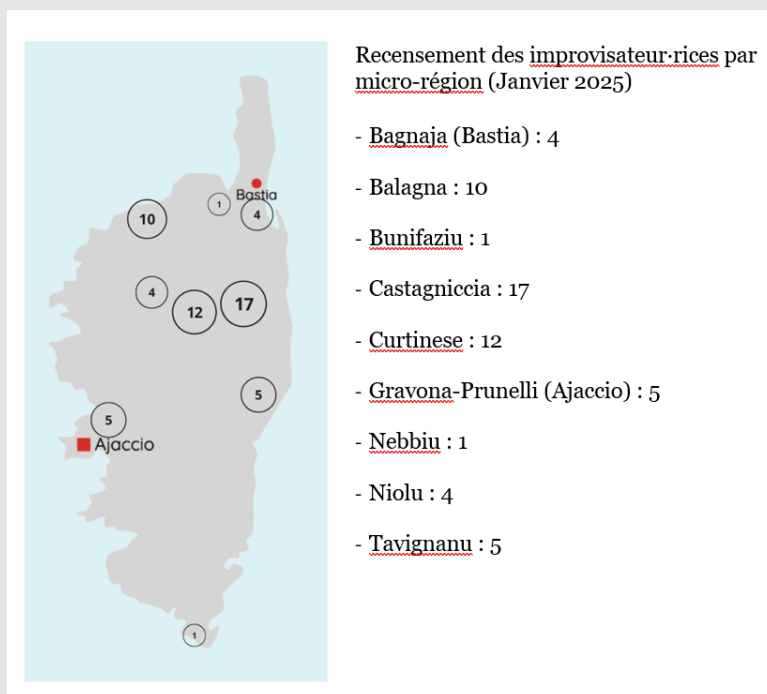 Recensement des improvisateur·rices par
micro-région (Janvier 2025)
- Bagnaja (Bastia) : 4
- Balagna : 10
- Bunifaziu : 1
- Castagniccia : 17
- Curtinese : 12
- Gravona-Prunelli (Ajaccio) : 5
- Nebbiu : 1
- Niolu : 4
- Tavignanu : 5
Bastia
1
4
10
4
12
17
5
5
Ajaccio
1